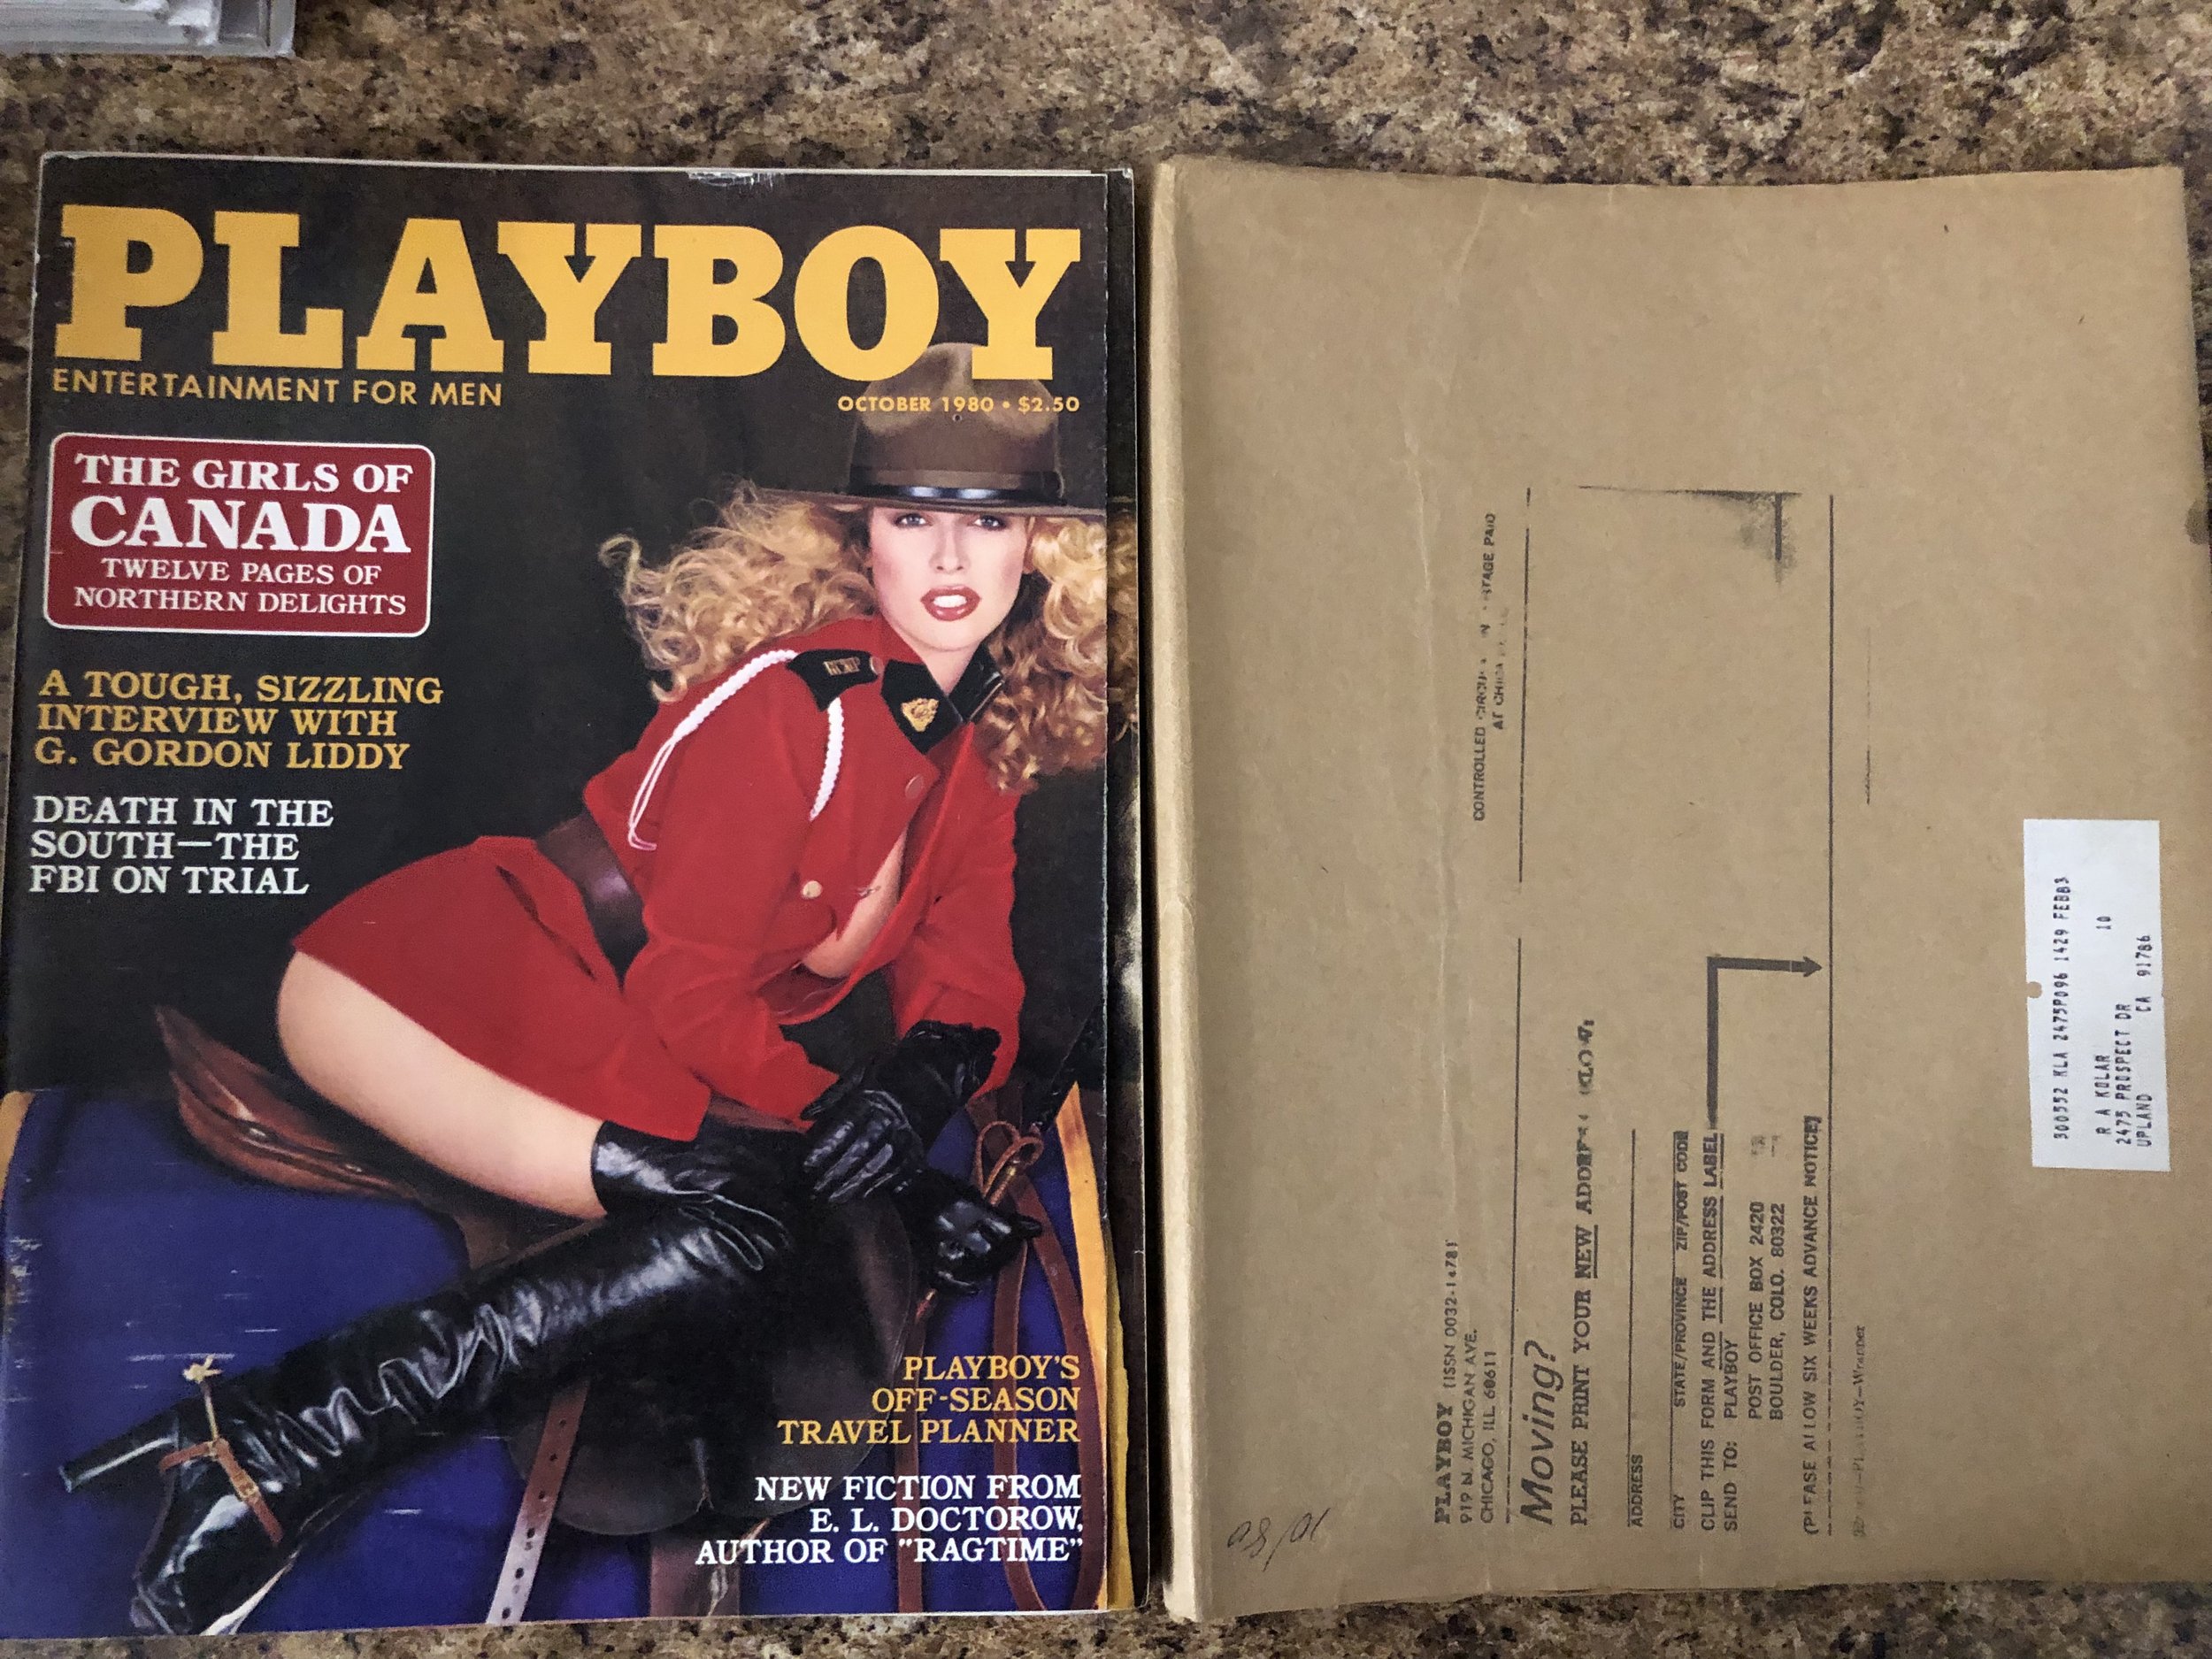 PLAYBOY
ENTERTAINMENT FOR MEN
OCTOBER 1980 • $2.50
THE GIRLS OF
CANADA
TWELVE PAGES OF
NORTHERN DELIGHTS
A TOUGH, SIZZLING
INTERVIEW WITH
G. GORDON LIDDY
DEATH IN THE
SOUTH—THE
FBI ON TRIAL
PLAYBOY'S
OFF-SEASON
TRAVEL PLANNER
NEW FICTION FROM
E. L. DOCTOROW,
AUTHOR OF "RAGTIME"
PLAYBOY (ISSN 0032-1478)
919 N. MICHIGAN AVE.
CHICAGO, ILL 60611
CONTROLLED PAID
AT
Moving?
PLEASE PRINT YOUR NEW
ADDRESS
CITY STATE/PROVINCE ZIP/POST CODE
CLIP THIS FORM AND THE ADDRESS LABEL
SEND TO: PLAYBOY
POST OFFICE BOX 2420
BOULDER, COLO. 80322
(PLEASE ALLOW SIX WEEKS ADVANCE NOTICE)
PLAYBOY—Wrapper
300552 KLA 2475P096 1429 FEB83
R A KOLAR 10
2475 PROSPECT DR
UPLAND CA 91786